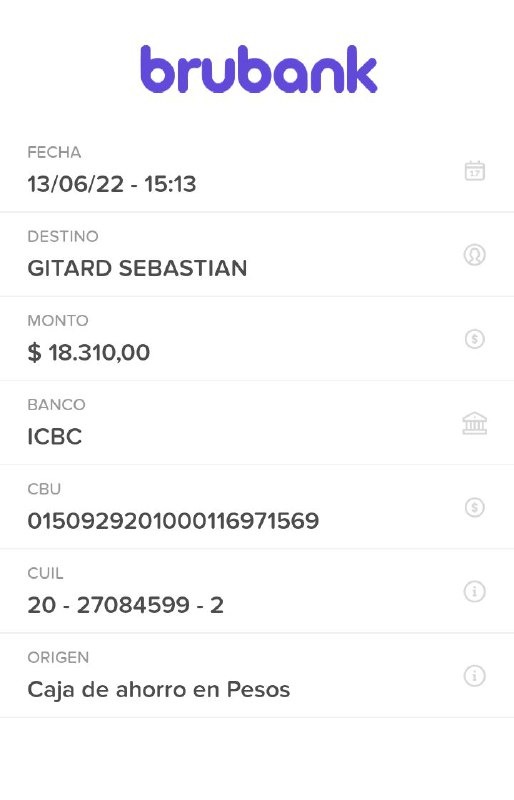 brubank
FECHA
13/06/22 - 15:13
DESTINO
GITARD SEBASTIAN
MONTO
$ 18.310,00
BANCO
ICBC
CBU
0150929201000116971569
CUIL
20 - 27084599 - 2
ORIGEN
Caja de ahorro en Pesos